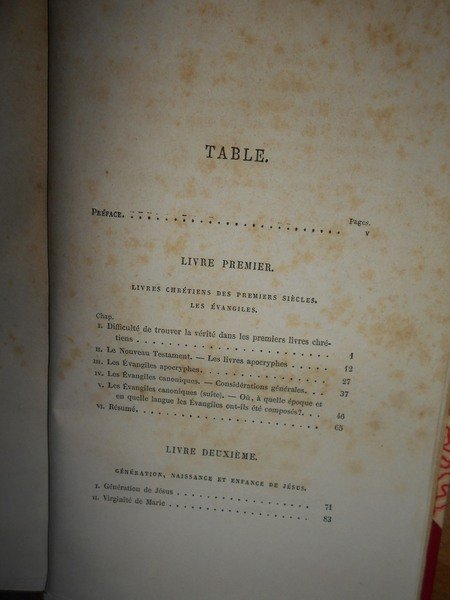 TABLE.
Pages.
PRÉFACE. v
LIVRE PREMIER.
LIVRES CHRÉTIENS DES PREMIERS SIÈCLES.
LES ÉVANGILES.
Chap.
I. Difficulté de trouver la vérité dans les premiers livres chré-
tiens 1
II. Le Nouveau Testament. — Les livres apocryphes 12
III. Les Évangiles apocryphes. 27
IV. Les Évangiles canoniques. — Considérations générales. 37
V. Les Évangiles canoniques (suite). — Où, à quelle époque et
en quelle langue les Évangiles ont-ils été composés?. 46
VI. Résumé. 65
LIVRE DEUXIÈME.
GÉNÉRATION, NAISSANCE ET ENFANCE DE JÉSUS.
I. Génération de Jésus 71
II. Virginité de Marie 83